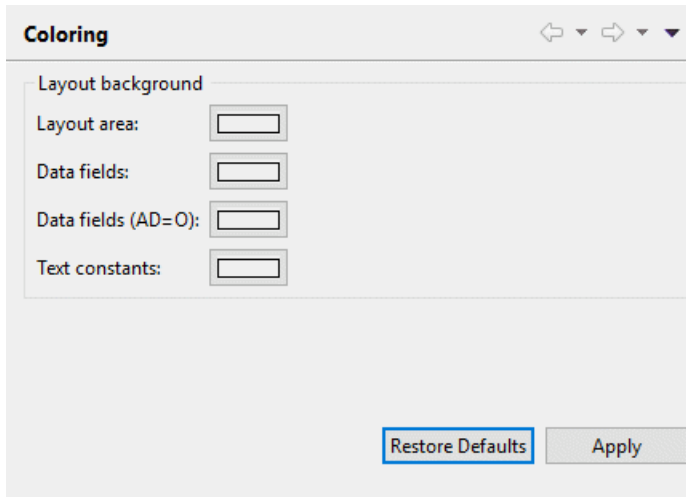 Coloring
Layout background
Layout area:
Data fields:
Data fields (AD=O):
Text constants:
Restore Defaults
Apply